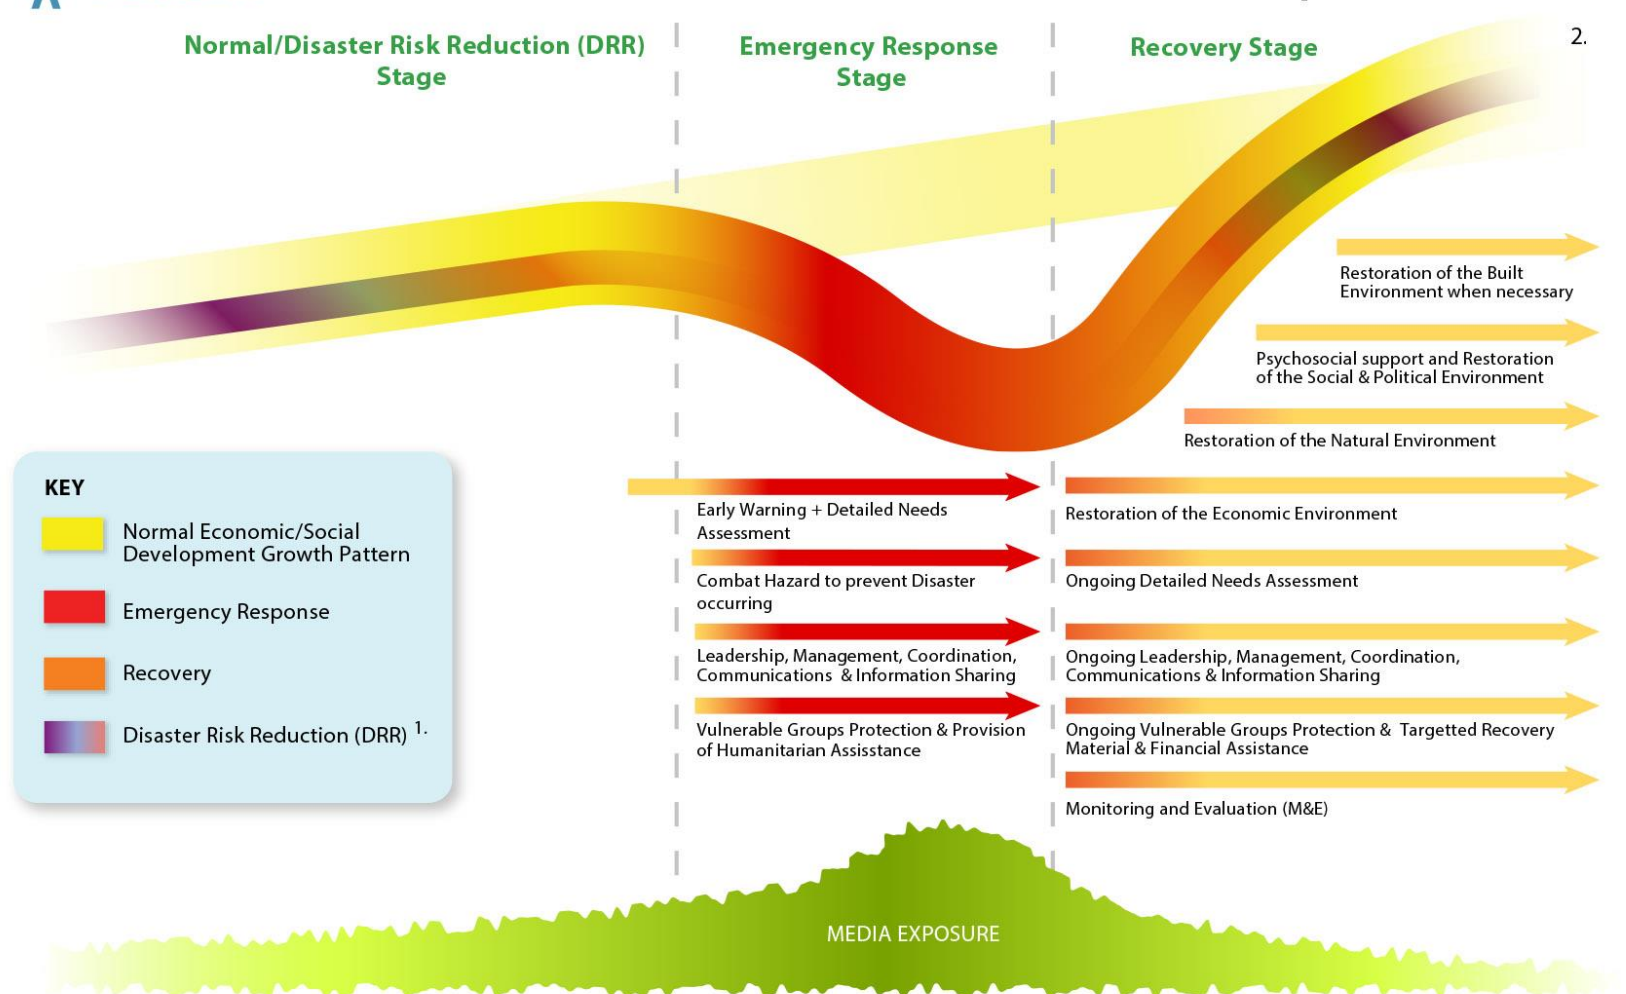 Normal/Disaster Risk Reduction (DRR)
Stage
Emergency Response
Stage
Recovery Stage
2.
Restoration of the Built
Environment when necessary
Psychosocial support and Restoration
of the Social & Political Environment
Restoration of the Natural Environment
KEY
Normal Economic/Social
Development Growth Pattern
Emergency Response
Recovery
Disaster Risk Reduction (DRR) 1.
Early Warning + Detailed Needs
Assessment
Combat Hazard to prevent Disaster
occurring
Leadership, Management, Coordination,
Communications & Information Sharing
Vulnerable Groups Protection & Provision
of Humanitarian Assisstance
Restoration of the Economic Environment
Ongoing Detailed Needs Assessment
Ongoing Leadership, Management, Coordination,
Communications & Information Sharing
Ongoing Vulnerable Groups Protection & Targetted Recovery
Material & Financial Assistance
Monitoring and Evaluation (M&E)
MEDIA EXPOSURE